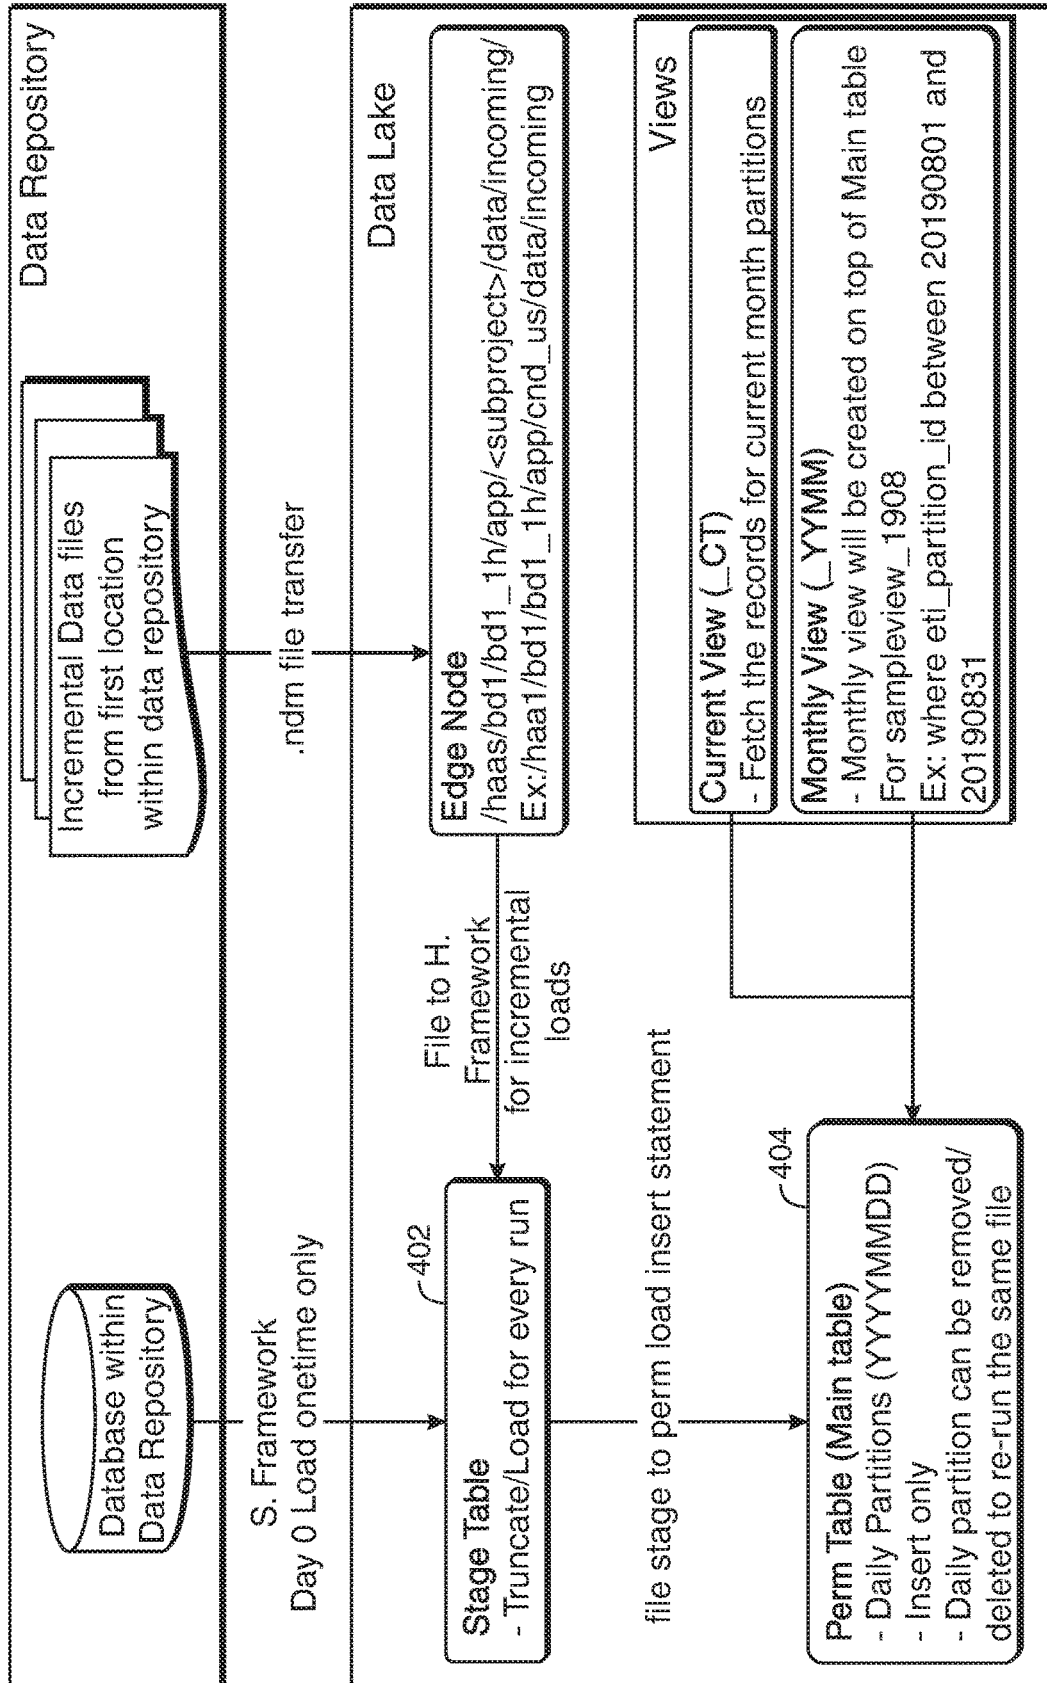 Data Repository
Database within
Data Repository
Incremental Data files
from first location
within data repository
S. Framework
Day 0 Load onetime only
.ndm file transfer
Data Lake
402
Stage Table
- Truncate/Load for every run
File to H.
Framework
for incremental
loads
Edge Node
/haas/bd1/bd1_1h/app/<subproject>/data/incoming/
Ex:/haa1/bd1/bd1_1h/app/cnd_us/data/incoming
file stage to perm load insert statement
404
Perm Table (Main table)
- Daily Partitions (YYYYMMDD)
- Insert only
- Daily partition can be removed/
deleted to re-run the same file
Views
Current View (_CT)
- Fetch the records for current month partitions
Monthly View (_YYMM)
- Monthly view will be created on top of Main table
For sampleview_1908
Ex: where eti_partition_id between 20190801 and
20190831